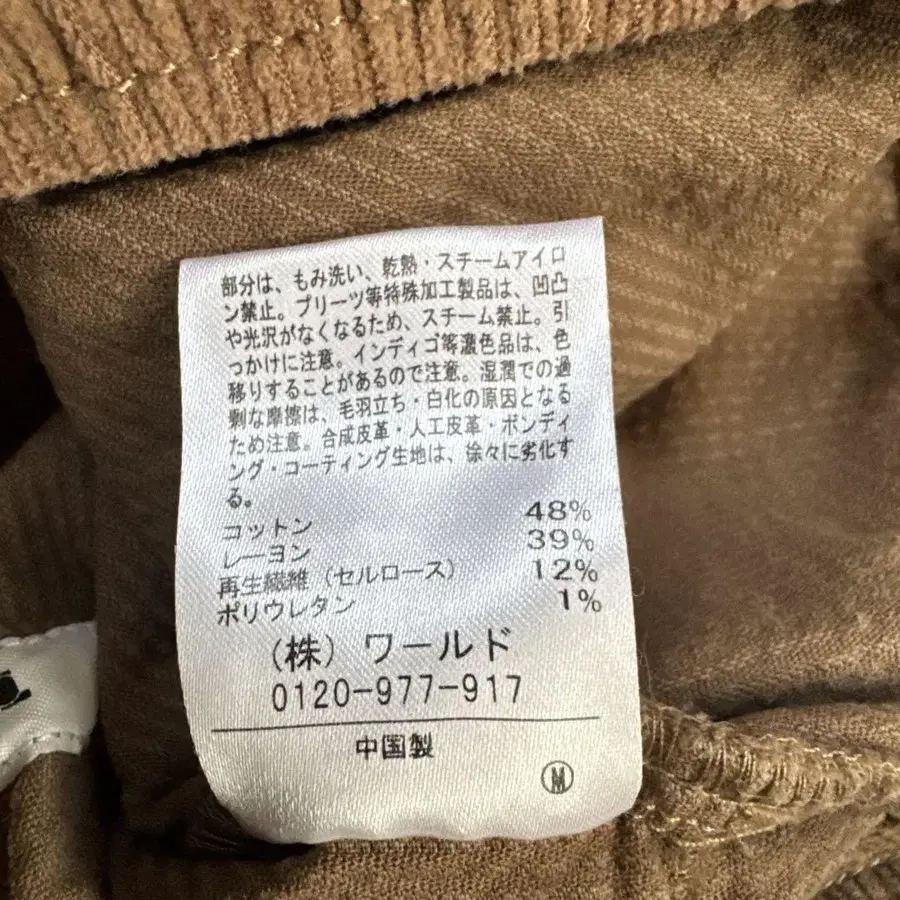 部分は、もみ洗い、乾熱・スチームアイロ
ン禁止。プリーツ等特殊加工製品は、凹凸
や光沢がなくなるため、スチーム禁止。引
っかけに注意。インディゴ等濃色品は、色
移りすることがあるので注意。湿潤での過
剰な摩擦は、毛羽立ち・白化の原因となる
ため注意。合成皮革・人工皮革・ボンディ
ング・コーティング生地は、徐々に劣化す
る。
コットン 48%
レーヨン 39%
再生繊維（セルロース） 12%
ポリウレタン 1%
（株）ワールド
0120-977-917
中国製
M